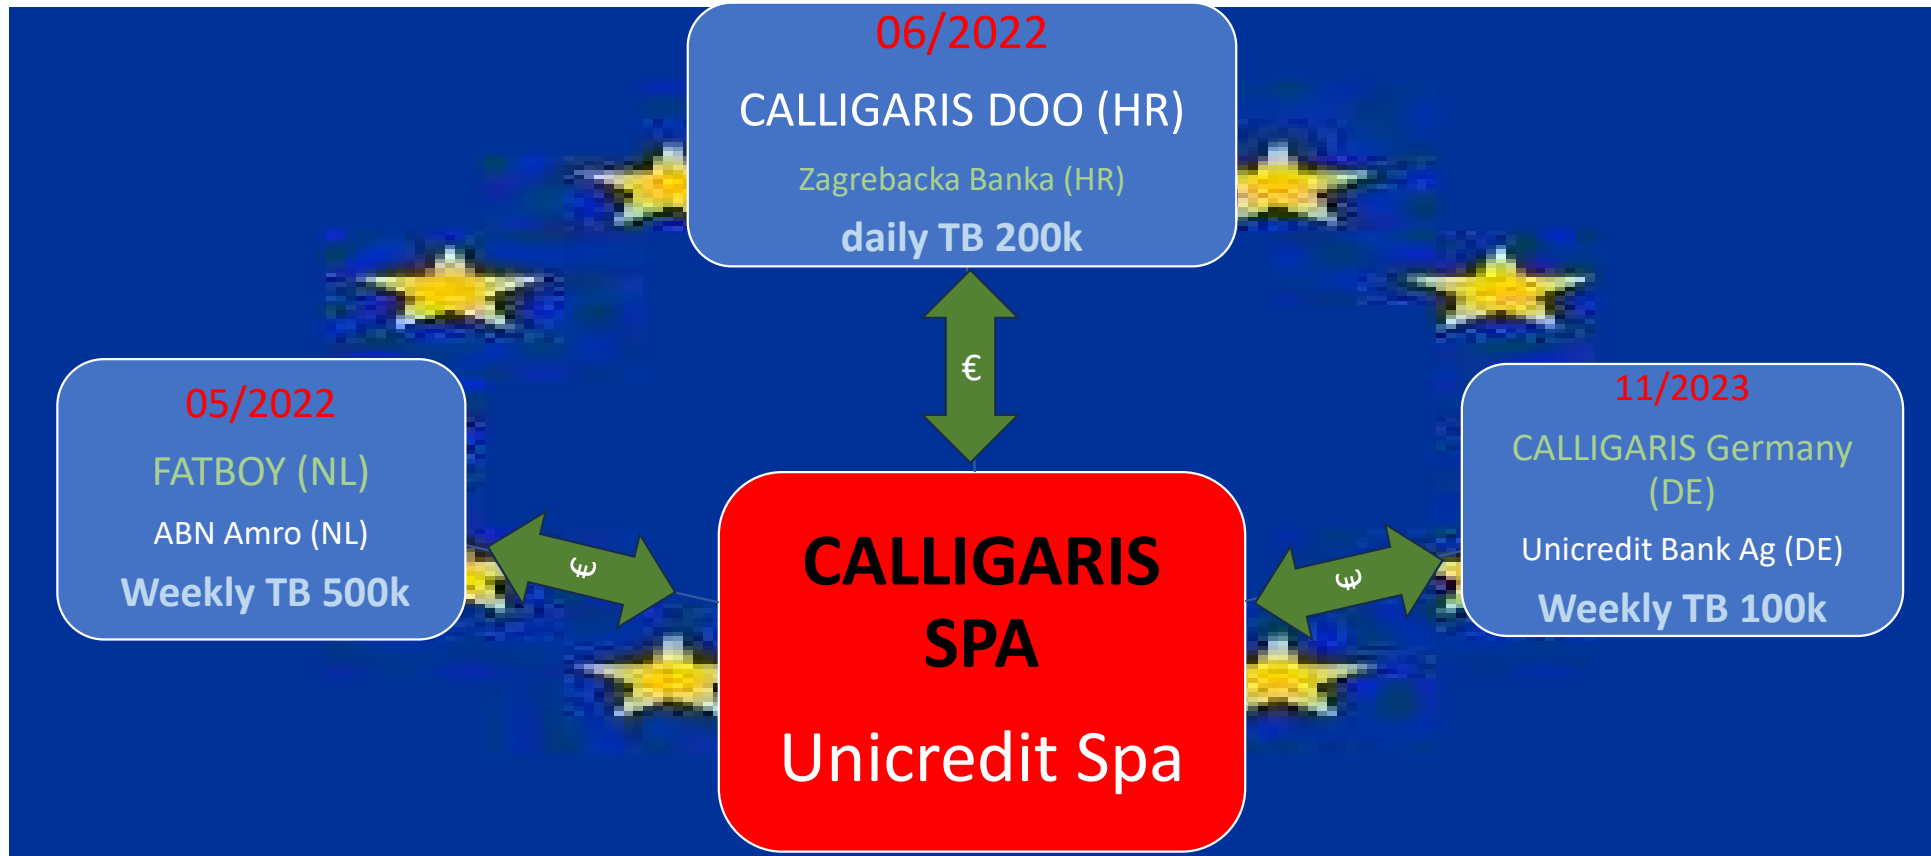 06/2022
CALLIGARIS DOO (HR)
Zagrebacka Banka (HR)
daily TB 200k
€
05/2022
FATBOY (NL)
ABN Amro (NL)
Weekly TB 500k
€
CALLIGARIS
SPA
Unicredit Spa
€
11/2023
CALLIGARIS Germany
(DE)
Unicredit Bank Ag (DE)
Weekly TB 100k